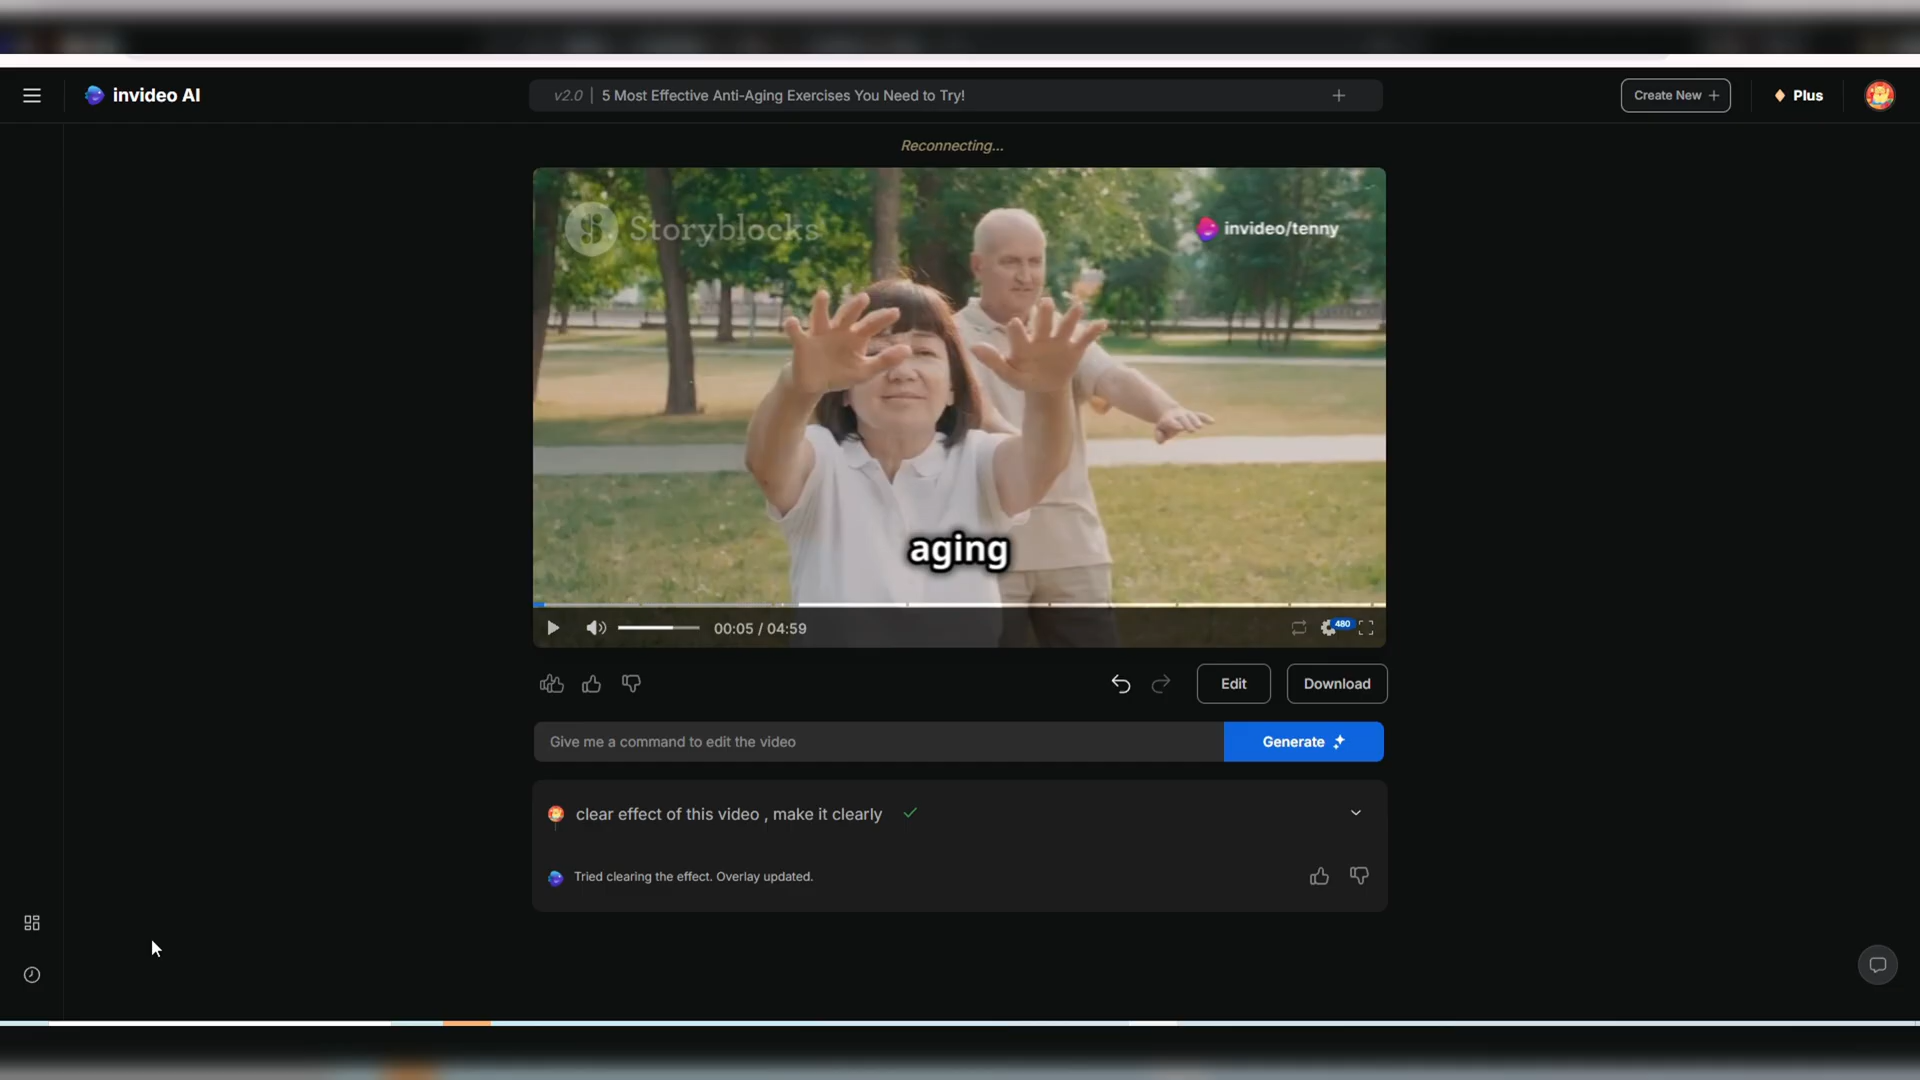 invideo AI
v2.0 | 5 Most Effective Anti-Aging Exercises You Need to Try!
Create New +
Plus
Reconnecting...
Storyblocks
invideo/tenny
aging
00:05 / 04:59
480
Edit
Download
Give me a command to edit the video
Generate
clear effect of this video , make it clearly
Tried clearing the effect. Overlay updated.